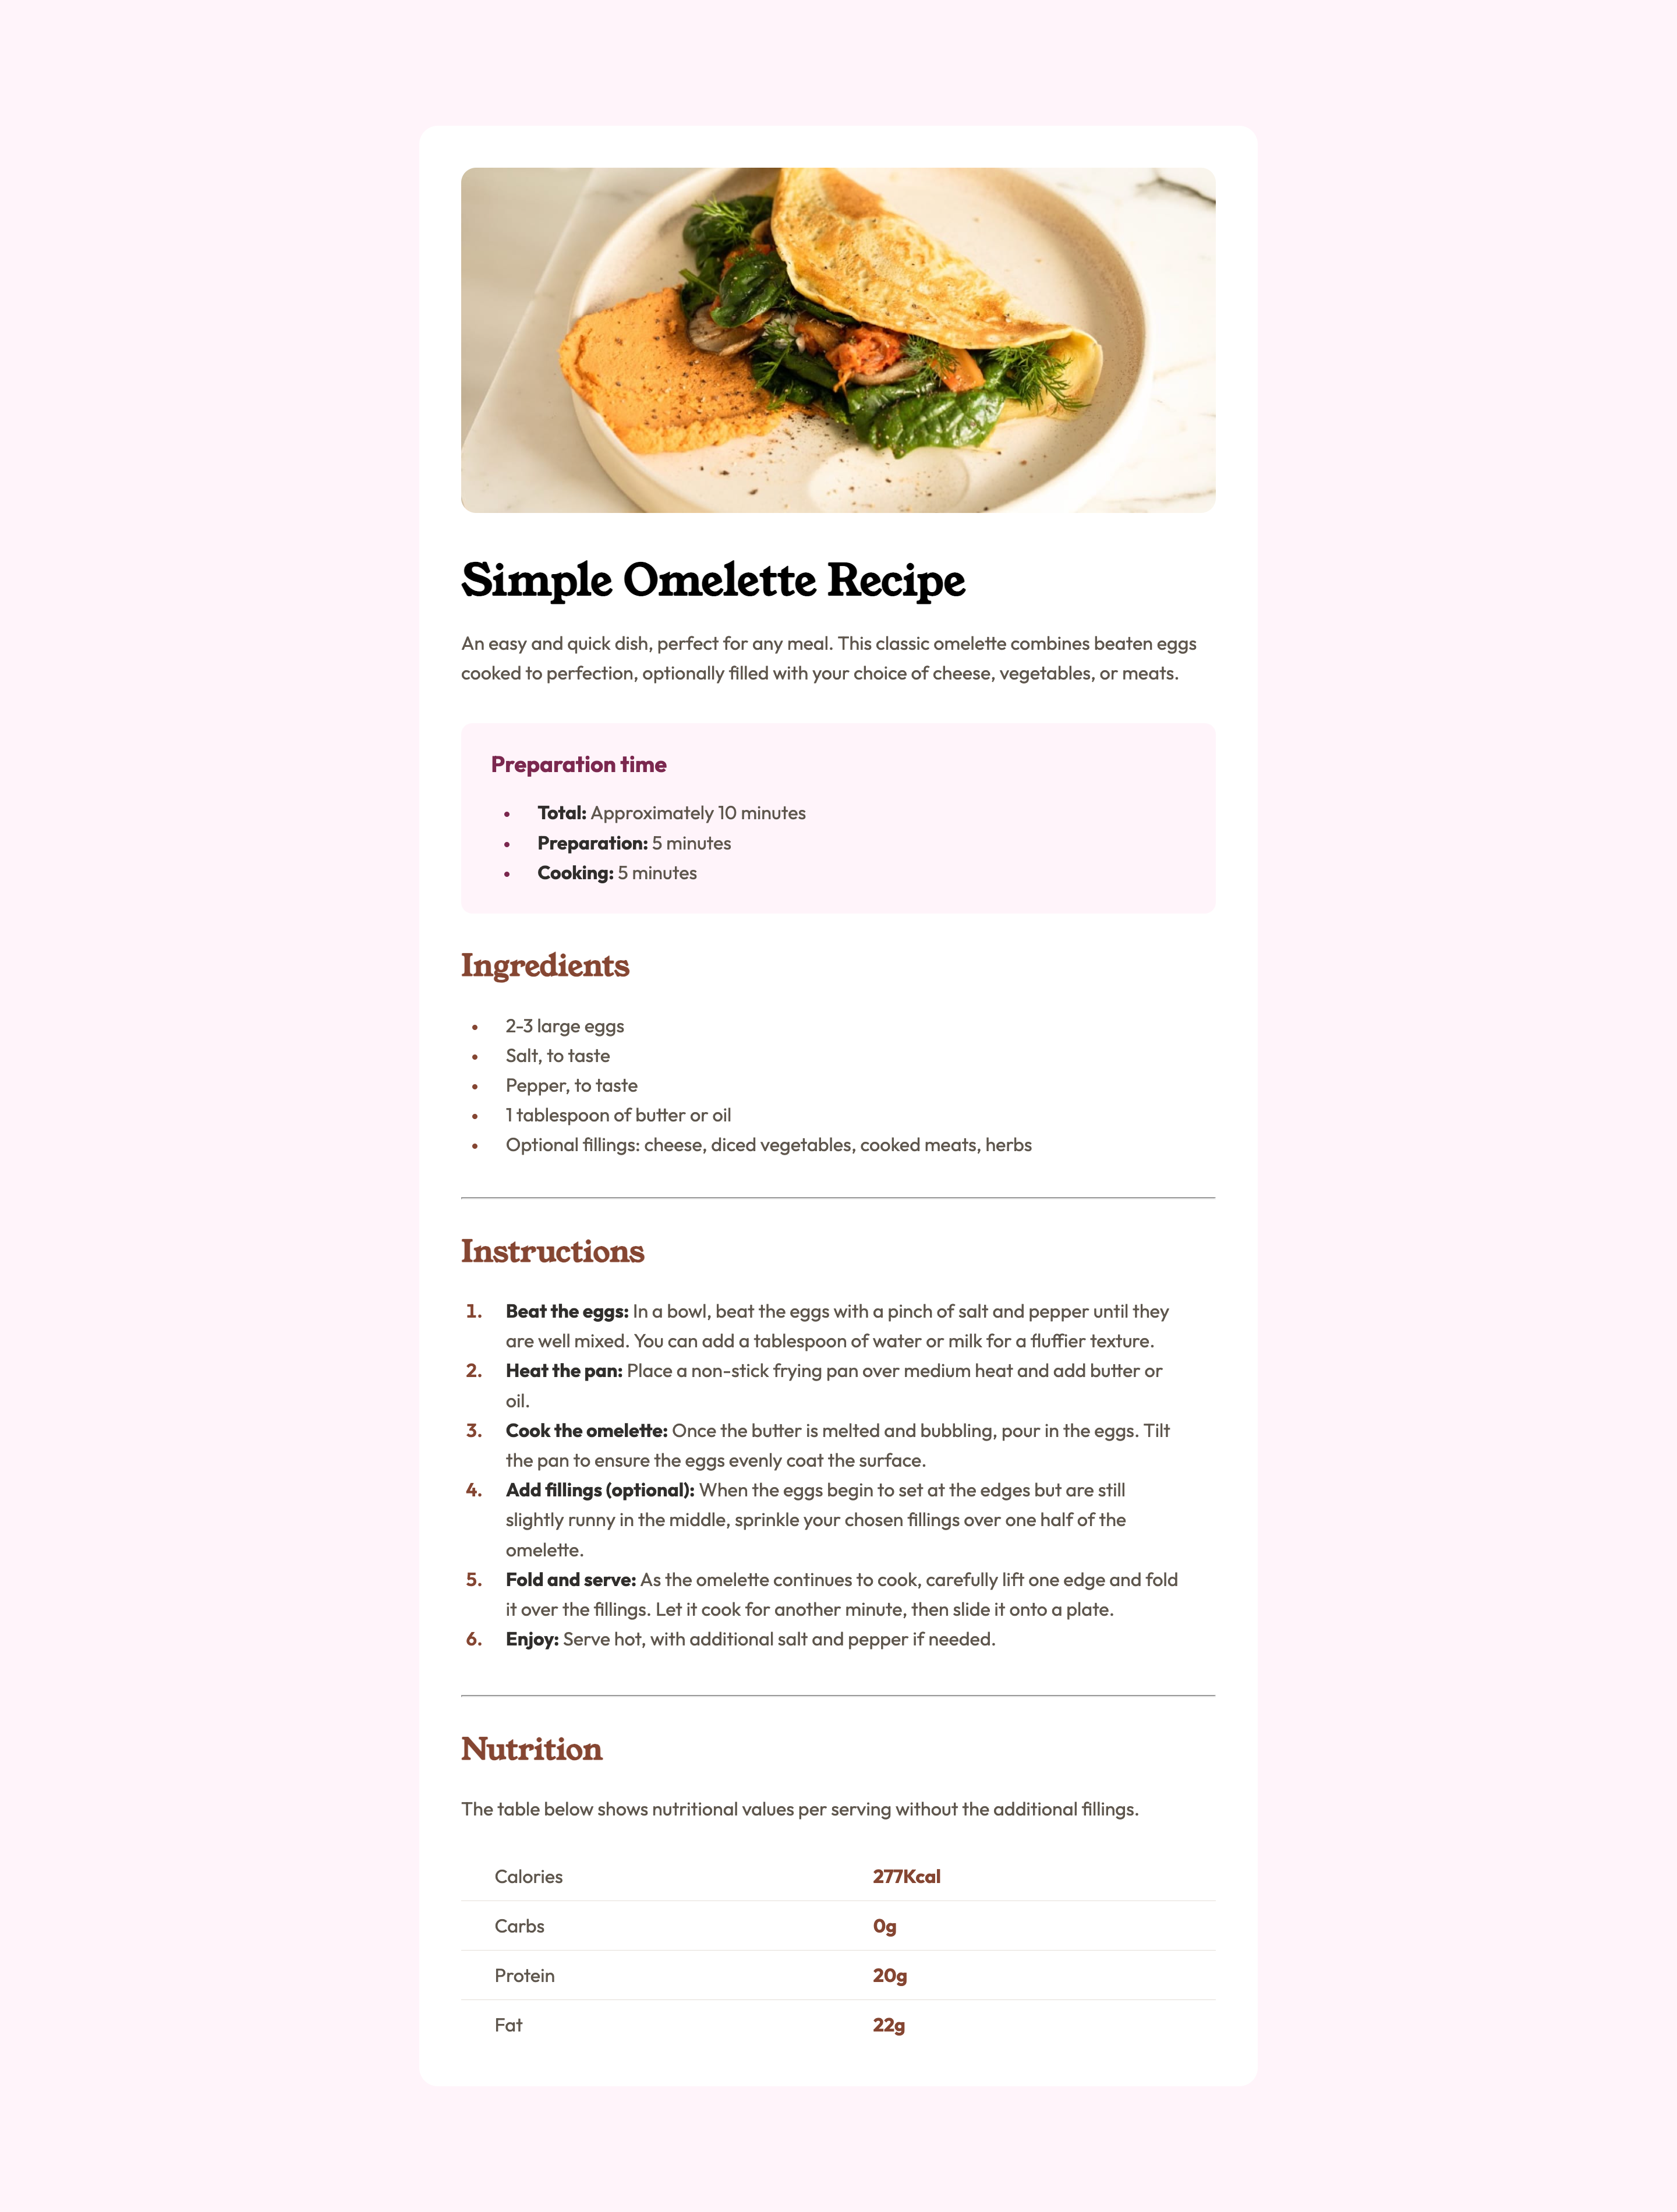 Simple Omelette Recipe
An easy and quick dish, perfect for any meal. This classic omelette combines beaten eggs
cooked to perfection, optionally filled with your choice of cheese, vegetables, or meats.
Preparation time
• Total: Approximately 10 minutes
• Preparation: 5 minutes
• Cooking: 5 minutes
Ingredients
• 2-3 large eggs
• Salt, to taste
• Pepper, to taste
• 1 tablespoon of butter or oil
• Optional fillings: cheese, diced vegetables, cooked meats, herbs
Instructions
1. Beat the eggs: In a bowl, beat the eggs with a pinch of salt and pepper until they
are well mixed. You can add a tablespoon of water or milk for a fluffier texture.
2. Heat the pan: Place a non-stick frying pan over medium heat and add butter or
oil.
3. Cook the omelette: Once the butter is melted and bubbling, pour in the eggs. Tilt
the pan to ensure the eggs evenly coat the surface.
4. Add fillings (optional): When the eggs begin to set at the edges but are still
slightly runny in the middle, sprinkle your chosen fillings over one half of the
omelette.
5. Fold and serve: As the omelette continues to cook, carefully lift one edge and fold
it over the fillings. Let it cook for another minute, then slide it onto a plate.
6. Enjoy: Serve hot, with additional salt and pepper if needed.
Nutrition
The table below shows nutritional values per serving without the additional fillings.
Calories 277Kcal
Carbs 0g
Protein 20g
Fat 22g